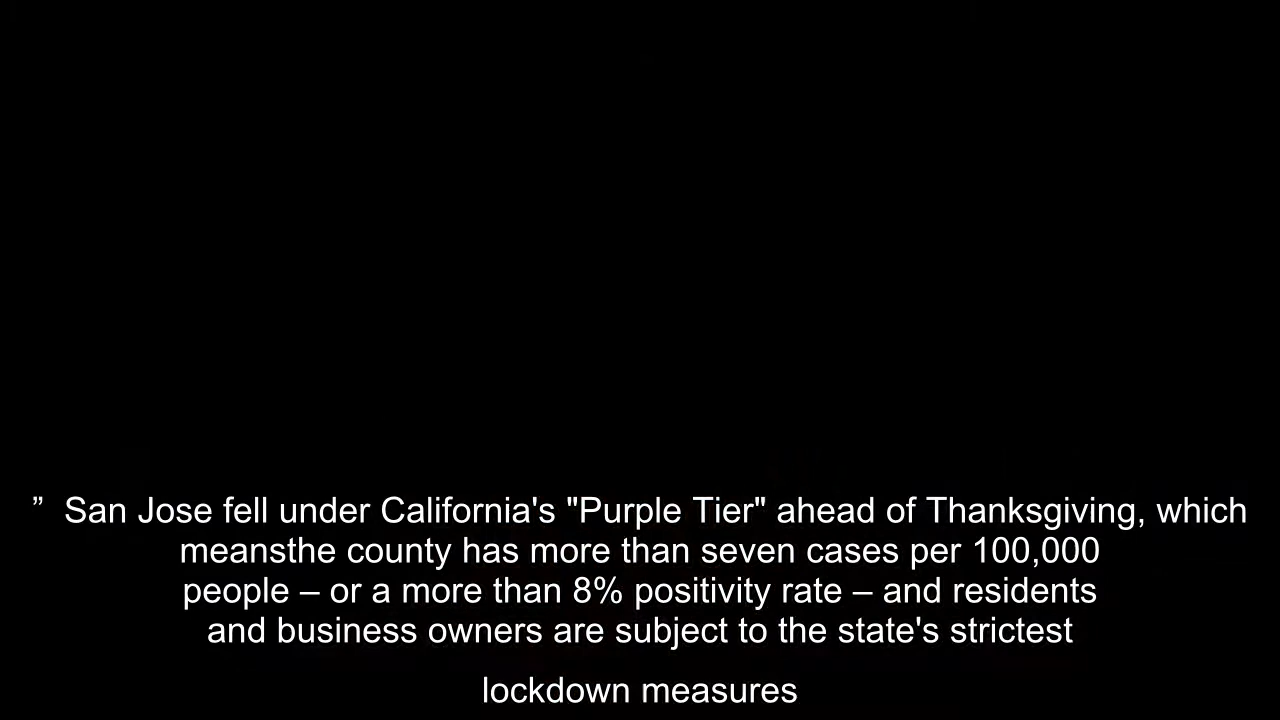 ”  San Jose fell under California's "Purple Tier" ahead of Thanksgiving, which
meansthe county has more than seven cases per 100,000
people – or a more than 8% positivity rate – and residents
and business owners are subject to the state's strictest
lockdown measures